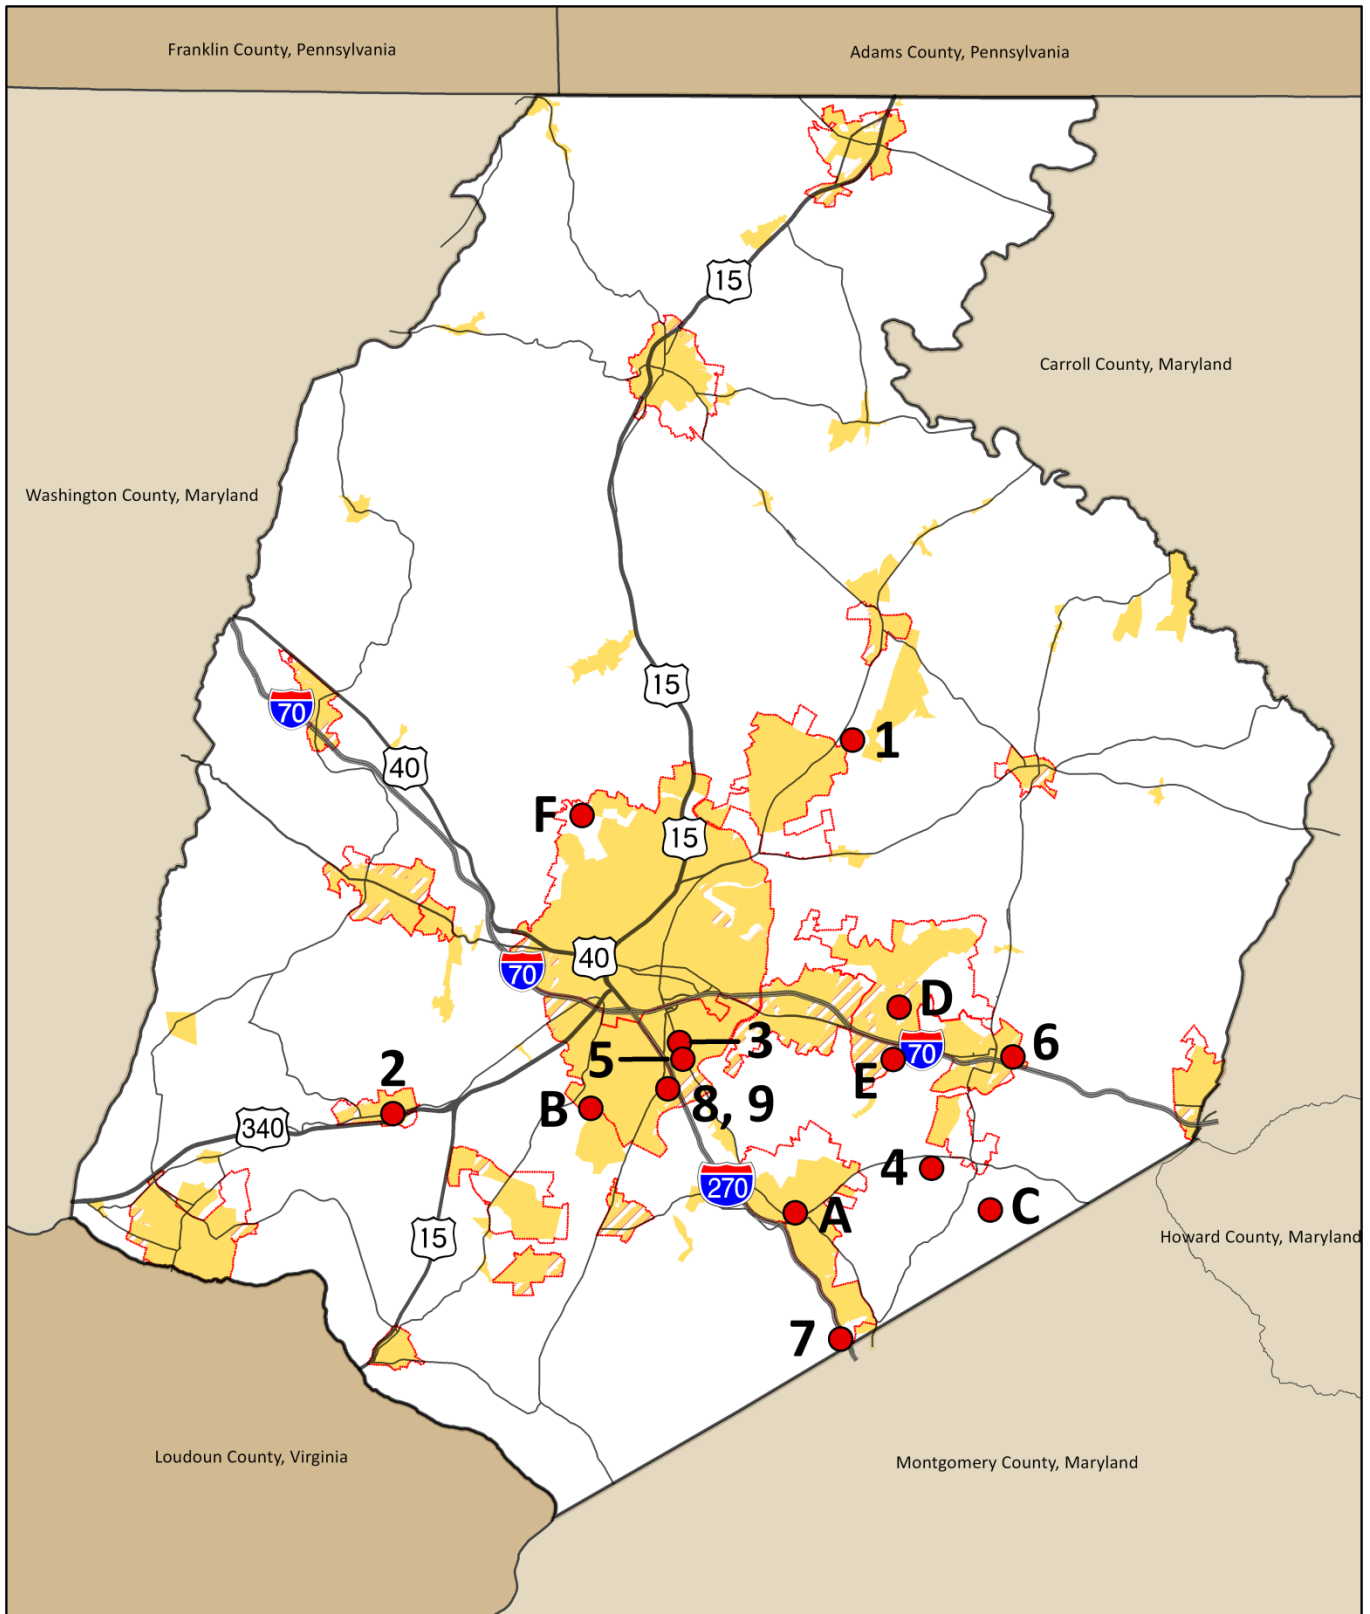 Franklin County, Pennsylvania
Adams County, Pennsylvania
15
Carroll County, Maryland
Washington County, Maryland
15
70
1
40
F
15
40
70
D
3
6
5
70
2
E
B
8, 9
340
4
270
C
A
15
Howard County, Maryland
7
Loudoun County, Virginia
Montgomery County, Maryland